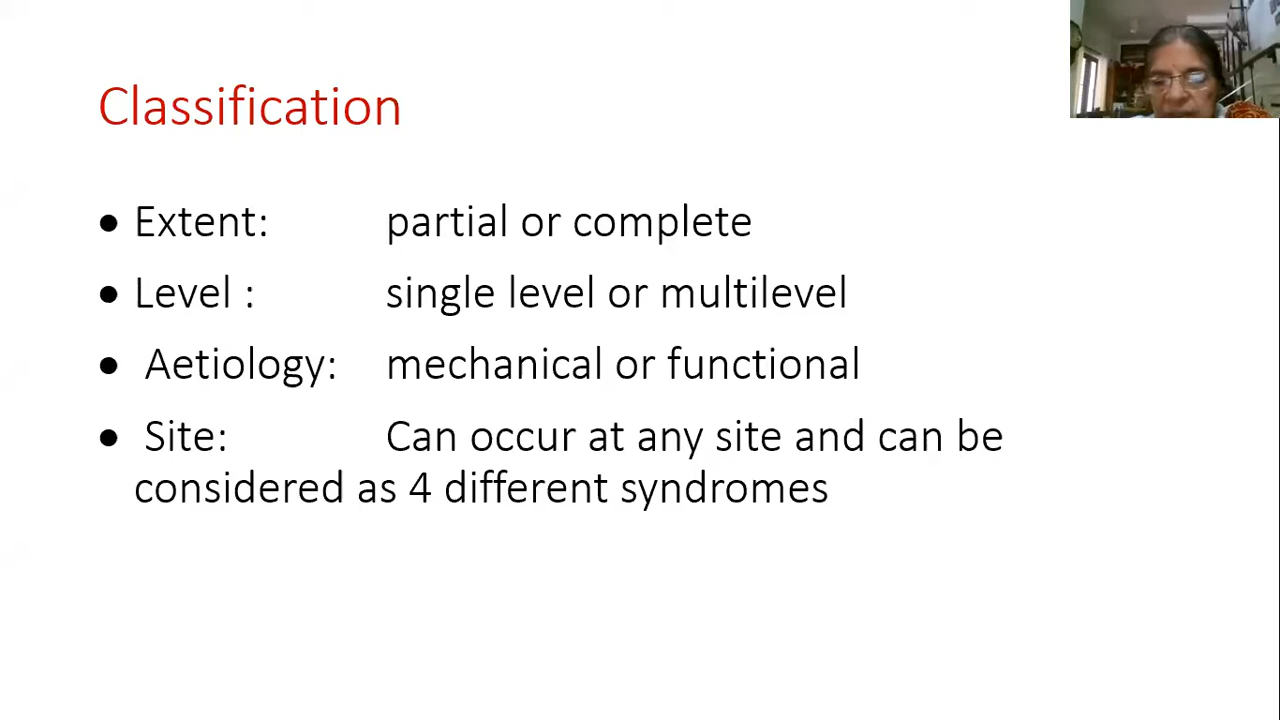 Classification
• Extent: partial or complete
• Level : single level or multilevel
• Aetiology: mechanical or functional
• Site: Can occur at any site and can be
considered as 4 different syndromes